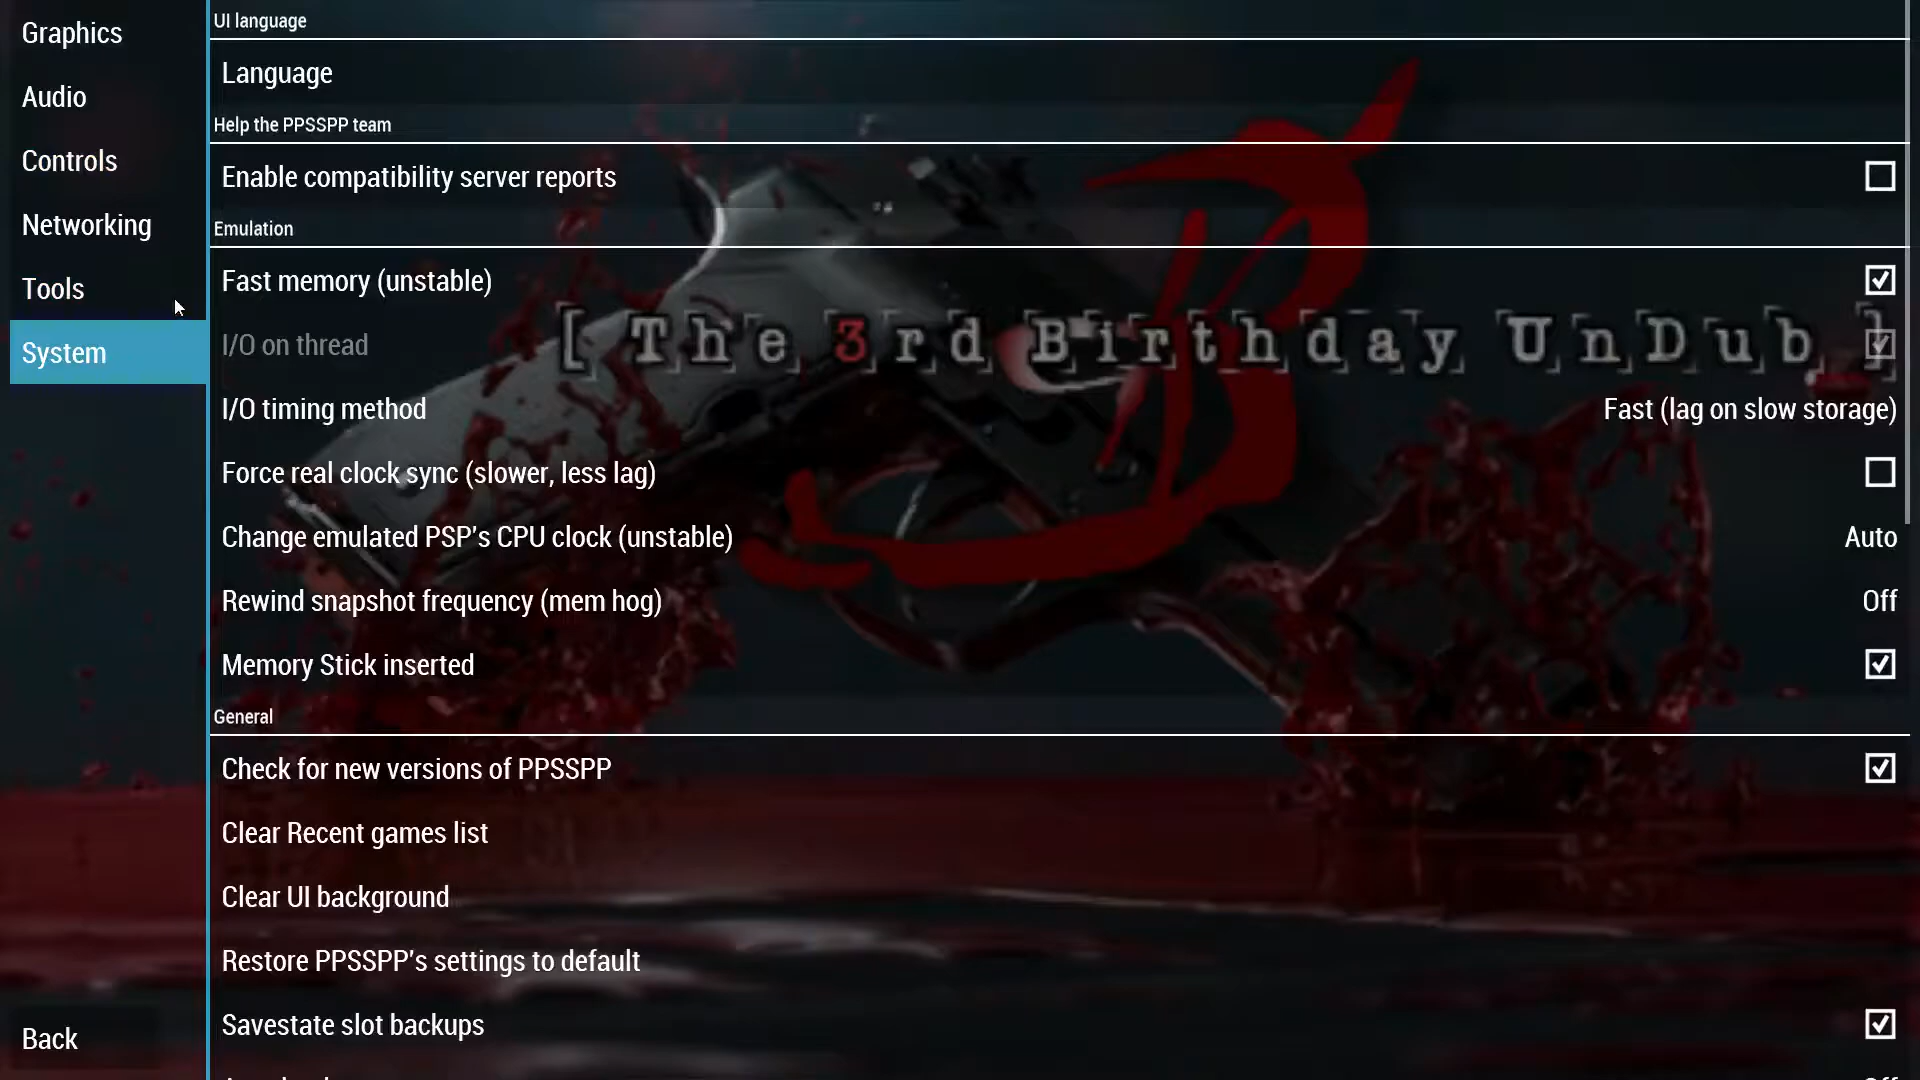 Graphics
Audio
Controls
Networking
Tools
System
Back
UI language
Language
Help the PPSSPP team
Enable compatibility server reports
Emulation
Fast memory (unstable)
I/O on thread
[ The 3rd Birthday UnDub ]
I/O timing method Fast (lag on slow storage)
Force real clock sync (slower, less lag)
Change emulated PSP's CPU clock (unstable) Auto
Rewind snapshot frequency (mem hog) Off
Memory Stick inserted
General
Check for new versions of PPSSPP
Clear Recent games list
Clear UI background
Restore PPSSPP's settings to default
Savestate slot backups